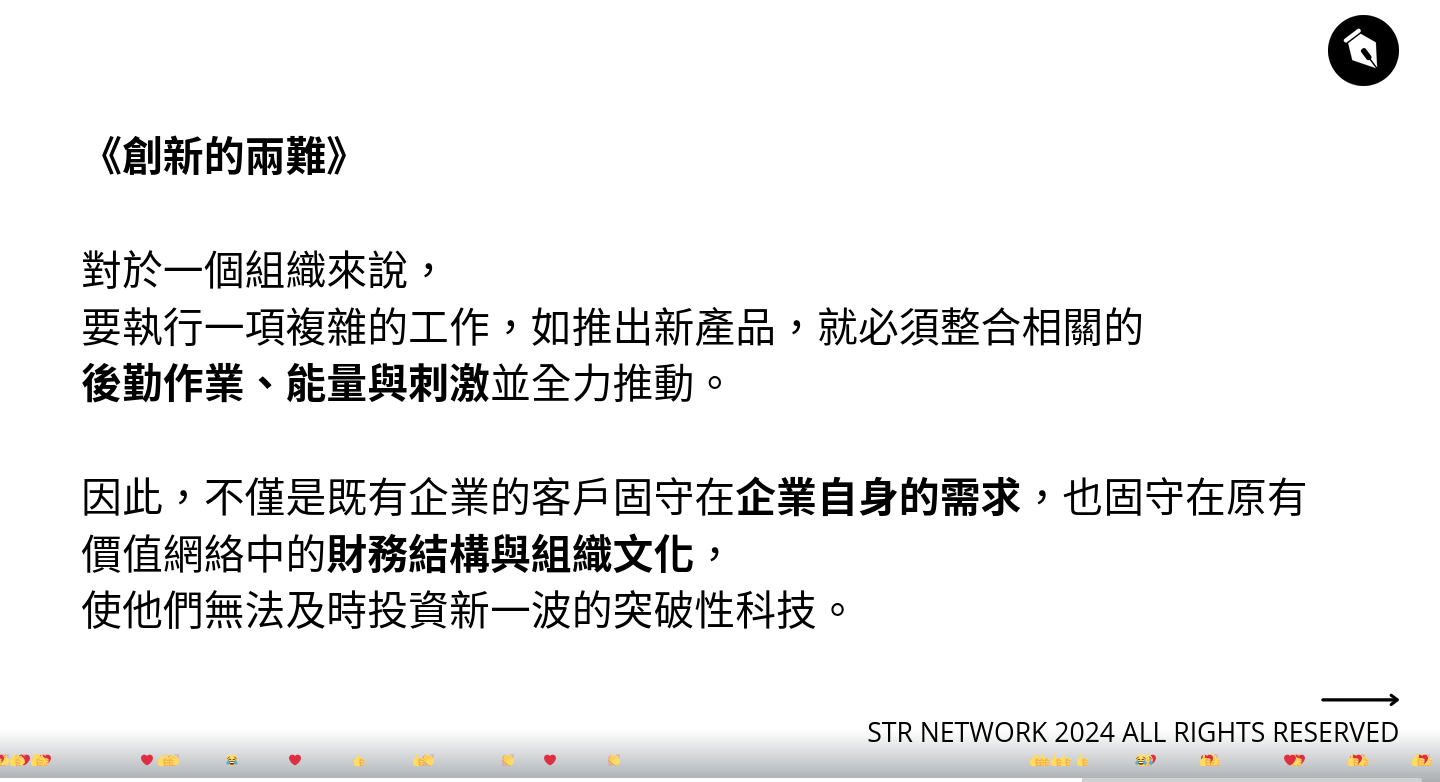 《創新的兩難》
對於一個組織來說，
要執行一項複雜的工作，如推出新產品，就必須整合相關的
後勤作業、能量與刺激並全力推動。
因此，不僅是既有企業的客戶固守在企業自身的需求，也固守在原有
價值網絡中的財務結構與組織文化，
使他們無法及時投資新一波的突破性科技。
STR NETWORK 2024 ALL RIGHTS RESERVED